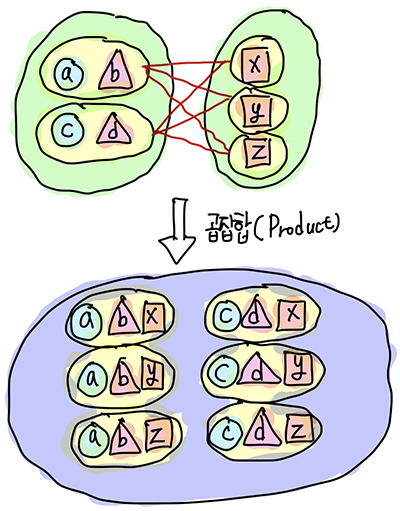 a b x
c d y
z
곱집합(Product)
a b x c d x
a b y c d y
a b z c d z